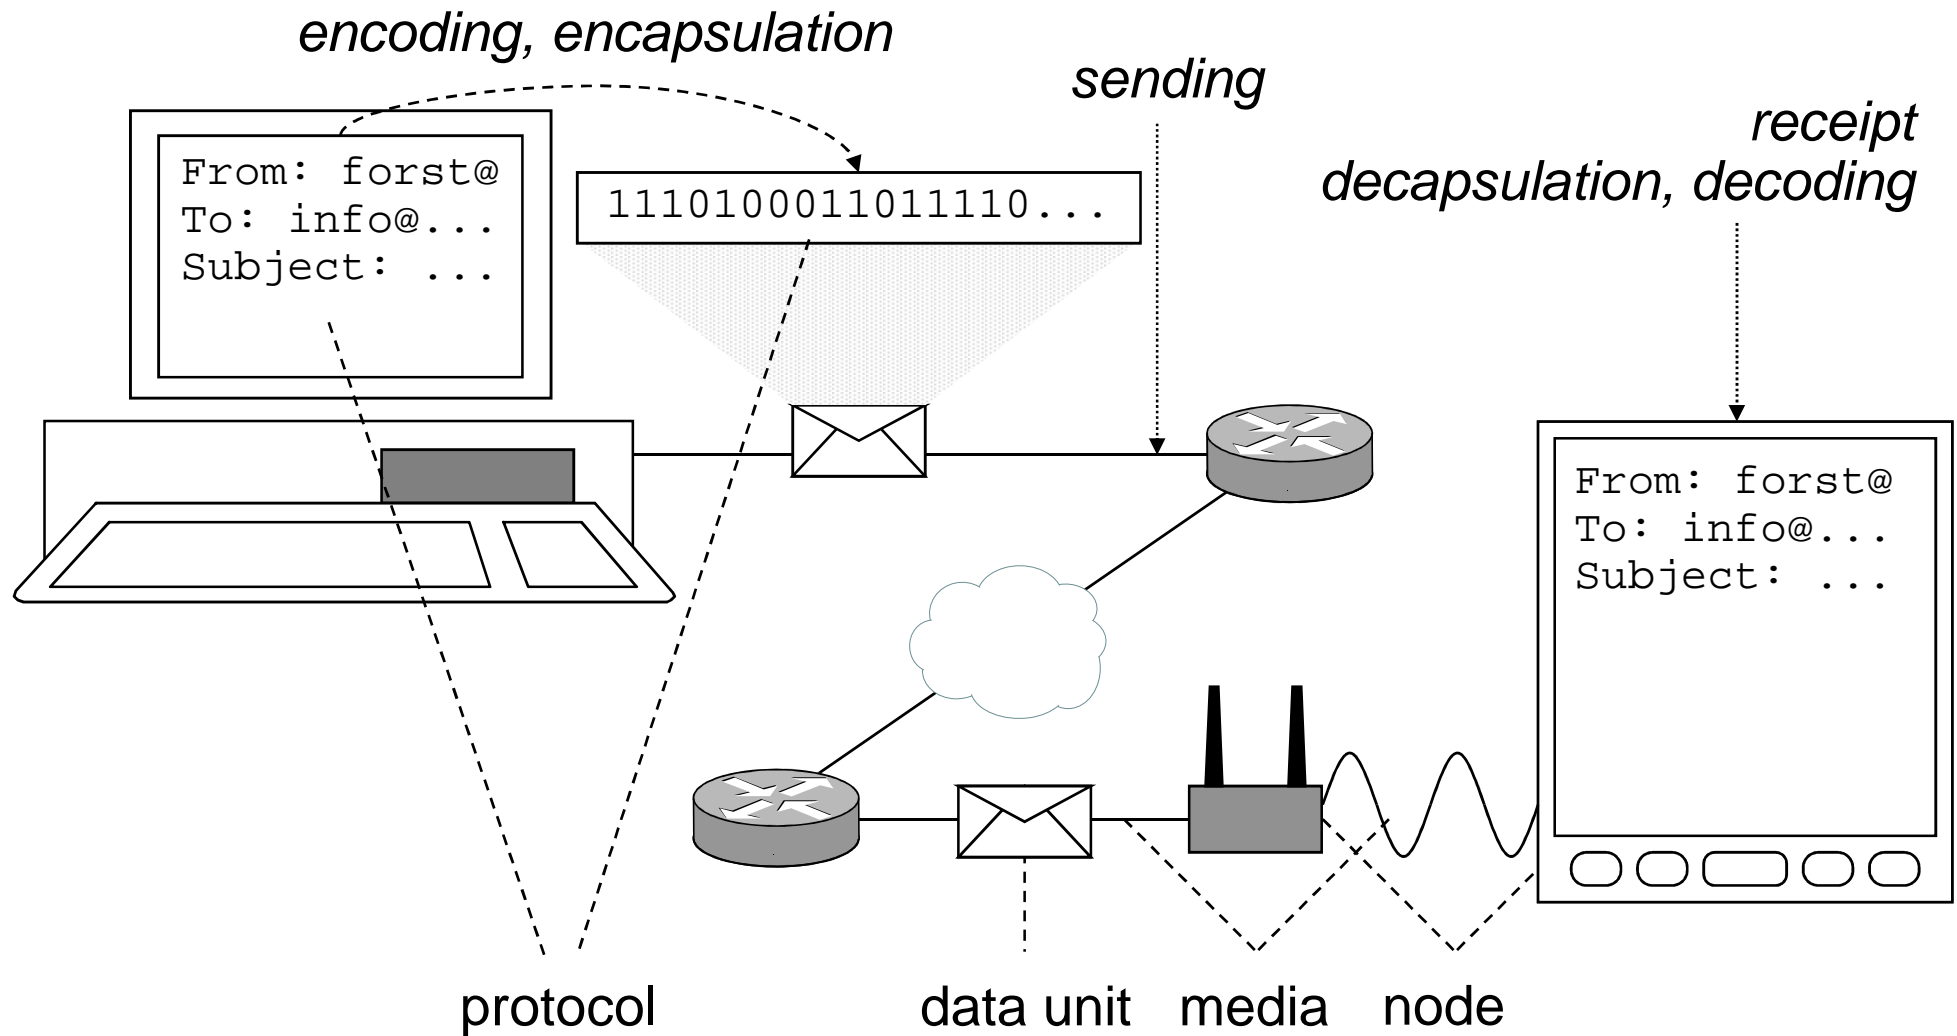 encoding, encapsulation
sending
receipt
decapsulation, decoding
From: forst@
To: info@...
Subject: ...
1110100011011110...
From: forst@
To: info@...
Subject: ...
protocol
data unit
media
node